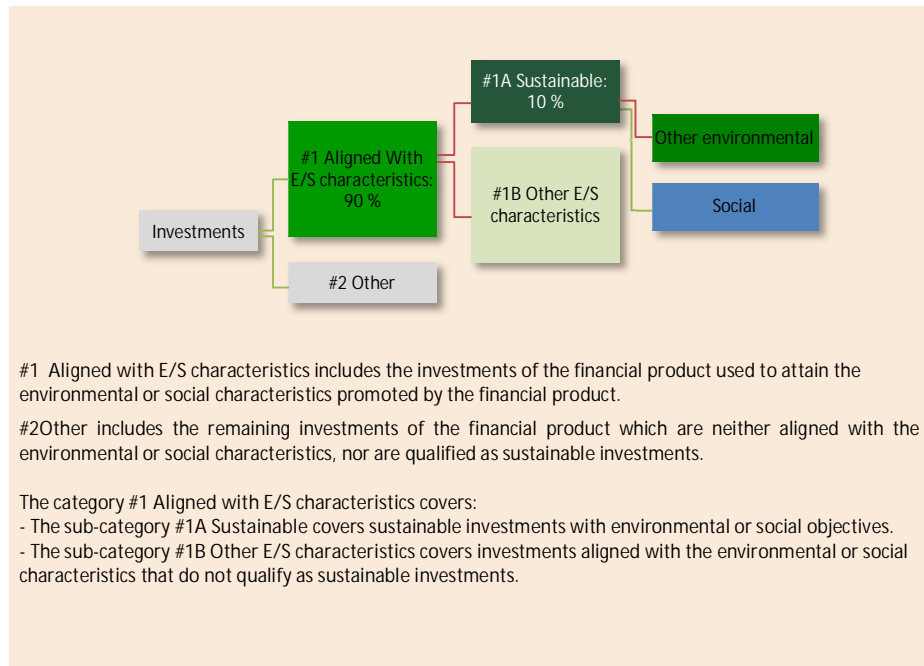 #1A Sustainable:
10 %
Other environmental
#1 Aligned With
E/S characteristics:
90 %
#1B Other E/S
characteristics
Social
Investments
#2 Other
#1 Aligned with E/S characteristics includes the investments of the financial product used to attain the
environmental or social characteristics promoted by the financial product.
#2Other includes the remaining investments of the financial product which are neither aligned with the
environmental or social characteristics, nor are qualified as sustainable investments.
The category #1 Aligned with E/S characteristics covers:
- The sub-category #1A Sustainable covers sustainable investments with environmental or social objectives.
- The sub-category #1B Other E/S characteristics covers investments aligned with the environmental or social
characteristics that do not qualify as sustainable investments.